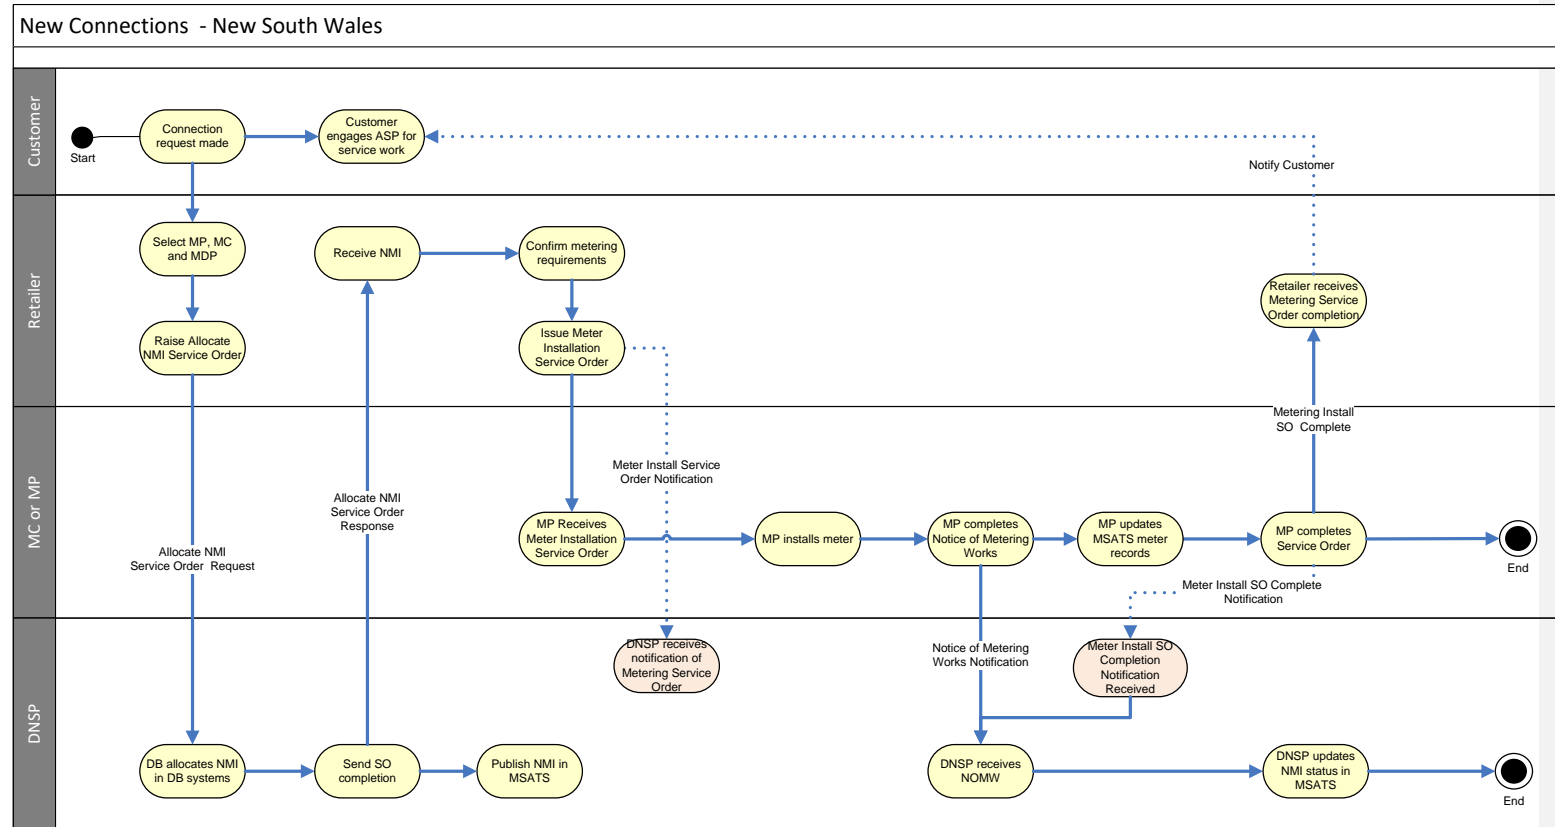 New Connections  - New South Wales
Customer
Start
Connection
request made
Customer
engages ASP for
service work
Notify Customer
Retailer
Select MP, MC
and MDP
Receive NMI
Confirm metering
requirements
Retailer receives
Metering Service
Order completion
Raise Allocate
NMI Service Order
Issue Meter
Installation
Service Order
MC or MP
Metering Install
SO  Complete
Meter Install Service
Order Notification
Allocate NMI
Service Order
Response
Allocate NMI
Service Order  Request
MP Receives
Meter Installation
Service Order
MP installs meter
MP completes
Notice of Metering
Works
MP updates
MSATS meter
records
MP completes
Service Order
End
Meter Install SO Complete
Notification
DNSP
DNSP receives
notification of
Metering Service
Order
Notice of Metering
Works Notification
Meter Install SO
Completion
Notification
Received
DB allocates NMI
in DB systems
Send SO
completion
Publish NMI in
MSATS
DNSP receives
NOMW
DNSP updates
NMI status in
MSATS
End